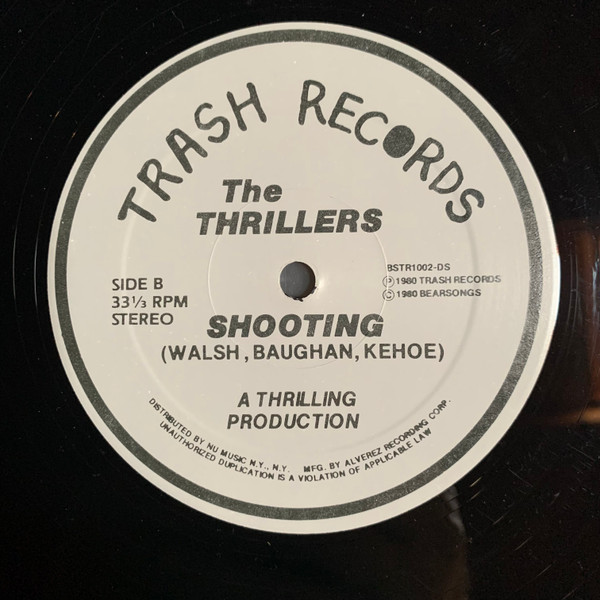 TRASH RECORDS
The
THRILLERS
SIDE B
33⅓ RPM
STEREO
BSTR1002-DS
℗ 1980 TRASH RECORDS
© 1980 BEARSONGS
SHOOTING
(WALSH, BAUGHAN, KEHOE)
A THRILLING
PRODUCTION
DISTRIBUTED BY NU MUSIC N.Y., N.Y. MFG. BY ALVEREZ RECORDING CORP.
UNAUTHORIZED DUPLICATION IS A VIOLATION OF APPLICABLE LAW